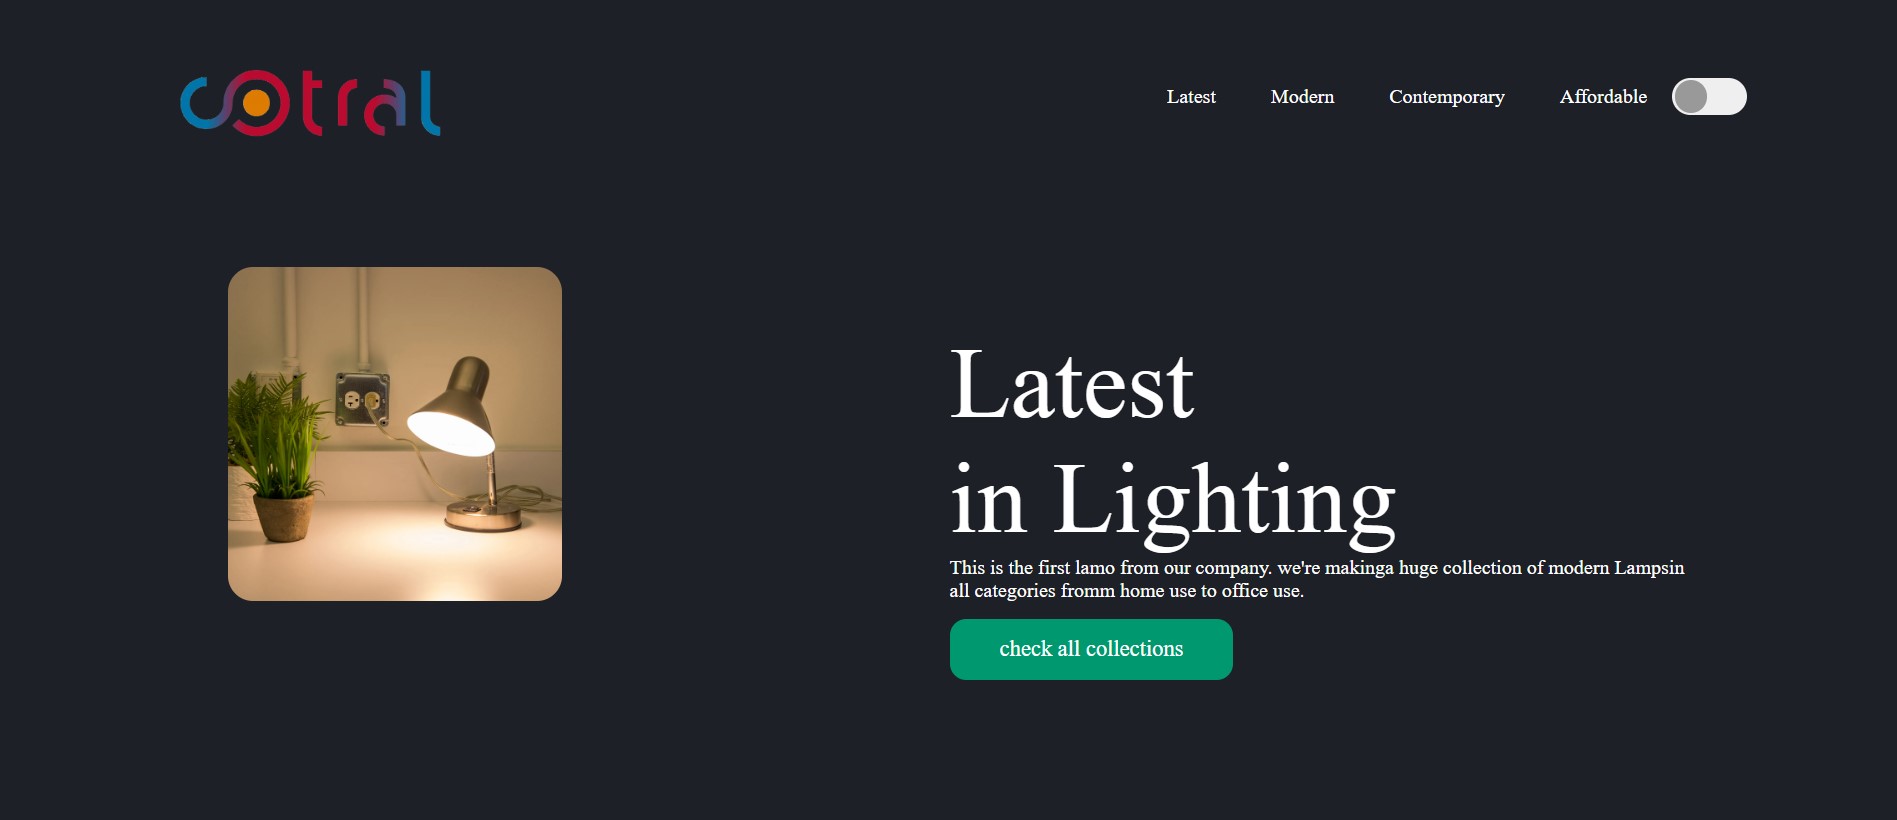 cotral
Latest Modern Contemporary Affordable
Latest
in Lighting
This is the first lamo from our company. we're makinga huge collection of modern Lampsin
all categories fromm home use to office use.
check all collections